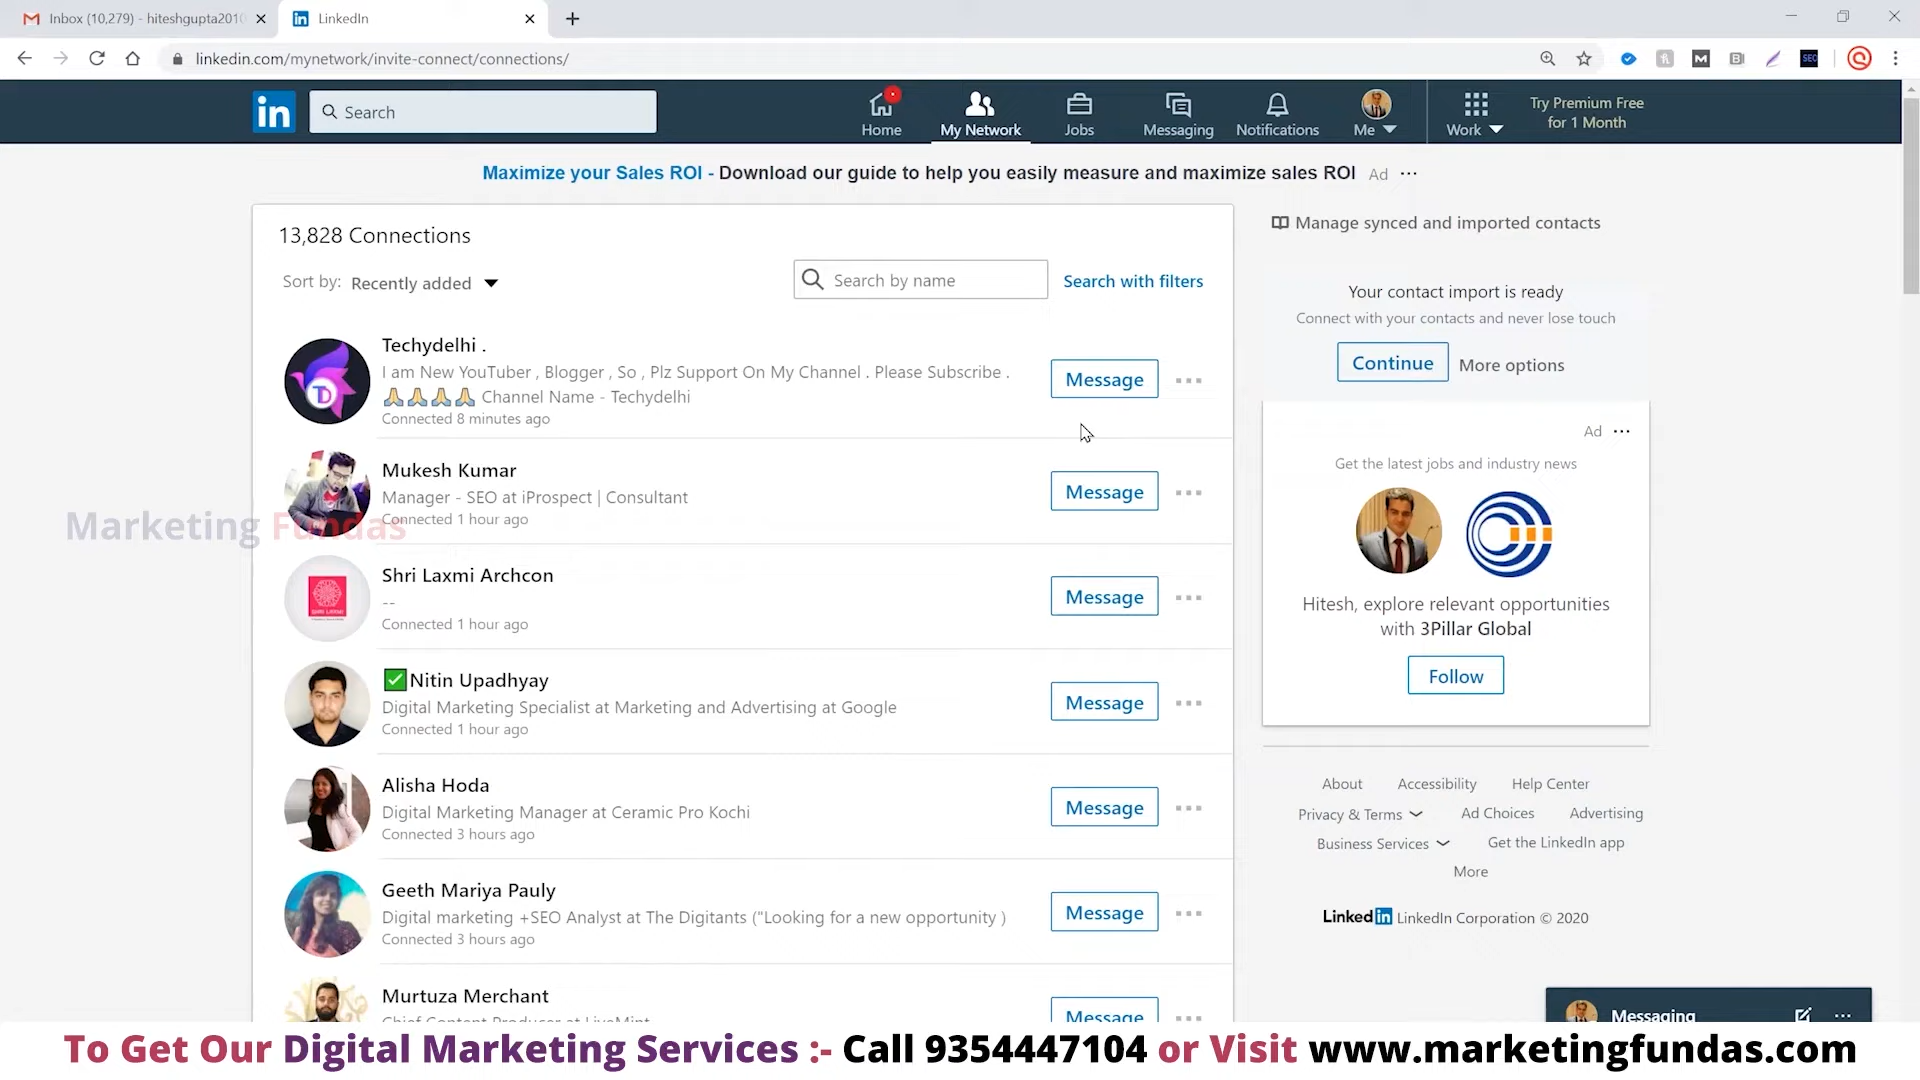 Inbox (10,279) - hiteshgupta2010
LinkedIn
linkedin.com/mynetwork/invite-connect/connections/
in
Search
Home
My Network
Jobs
Messaging
Notifications
Me
Work
Try Premium Free
for 1 Month
Maximize your Sales ROI - Download our guide to help you easily measure and maximize sales ROI Ad
13,828 Connections
Sort by: Recently added
Search by name
Search with filters
Techydelhi .
I am New YouTuber , Blogger , So , Plz Support On My Channel . Please Subscribe .
🙏🙏🙏🙏 Channel Name - Techydelhi
Connected 8 minutes ago
Message
Mukesh Kumar
Manager - SEO at iProspect | Consultant
Connected 1 hour ago
Message
Marketing Fundas
Shri Laxmi Archcon
--
Connected 1 hour ago
Message
✅Nitin Upadhyay
Digital Marketing Specialist at Marketing and Advertising at Google
Connected 1 hour ago
Message
Alisha Hoda
Digital Marketing Manager at Ceramic Pro Kochi
Connected 3 hours ago
Message
Geeth Mariya Pauly
Digital marketing +SEO Analyst at The Digitants ("Looking for a new opportunity )
Connected 3 hours ago
Message
Murtuza Merchant
Chief Content Producer at LiveMint
Message
Manage synced and imported contacts
Your contact import is ready
Connect with your contacts and never lose touch
Continue
More options
Ad
Get the latest jobs and industry news
Hitesh, explore relevant opportunities
with 3Pillar Global
Follow
About Accessibility Help Center
Privacy & Terms Ad Choices Advertising
Business Services Get the LinkedIn app
More
Linkedin LinkedIn Corporation © 2020
Messaging
To Get Our Digital Marketing Services :- Call 9354447104 or Visit www.marketingfundas.com